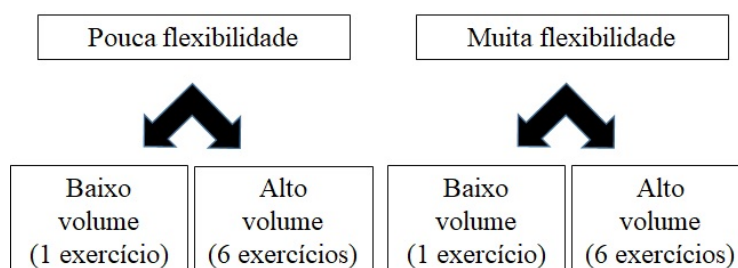 Pouca flexibilidade
Muita flexibilidade
Baixo
volume
(1 exercício)
Alto
volume
(6 exercícios)
Baixo
volume
(1 exercício)
Alto
volume
(6 exercícios)